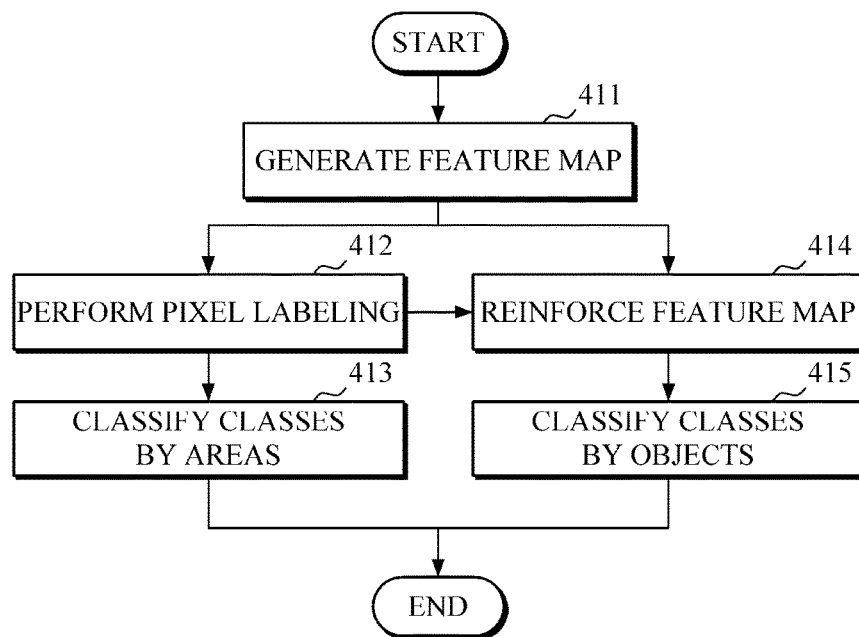 START
411
GENERATE FEATURE MAP
412
414
PERFORM PIXEL LABELING
REINFORCE FEATURE MAP
413
415
CLASSIFY CLASSES
BY AREAS
CLASSIFY CLASSES
BY OBJECTS
END